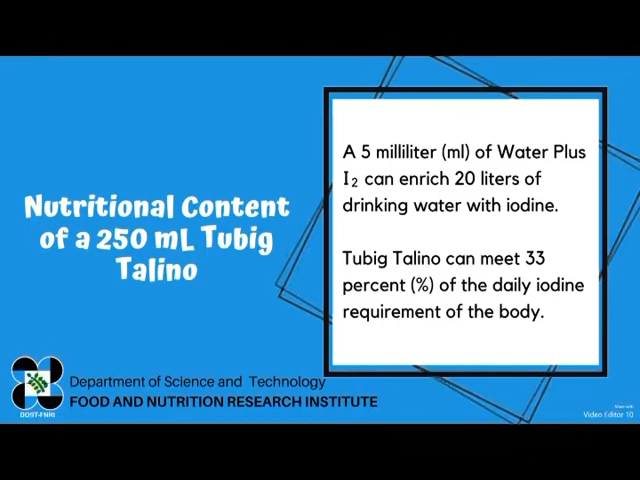 Nutritional Content
of a 250 mL Tubig
Talino
A 5 milliliter (ml) of Water Plus
I₂ can enrich 20 liters of
drinking water with iodine.
Tubig Talino can meet 33
percent (%) of the daily iodine
requirement of the body.
DOST-FNRI
Department of Science and Technology
FOOD AND NUTRITION RESEARCH INSTITUTE
Made with
Video Editor 10